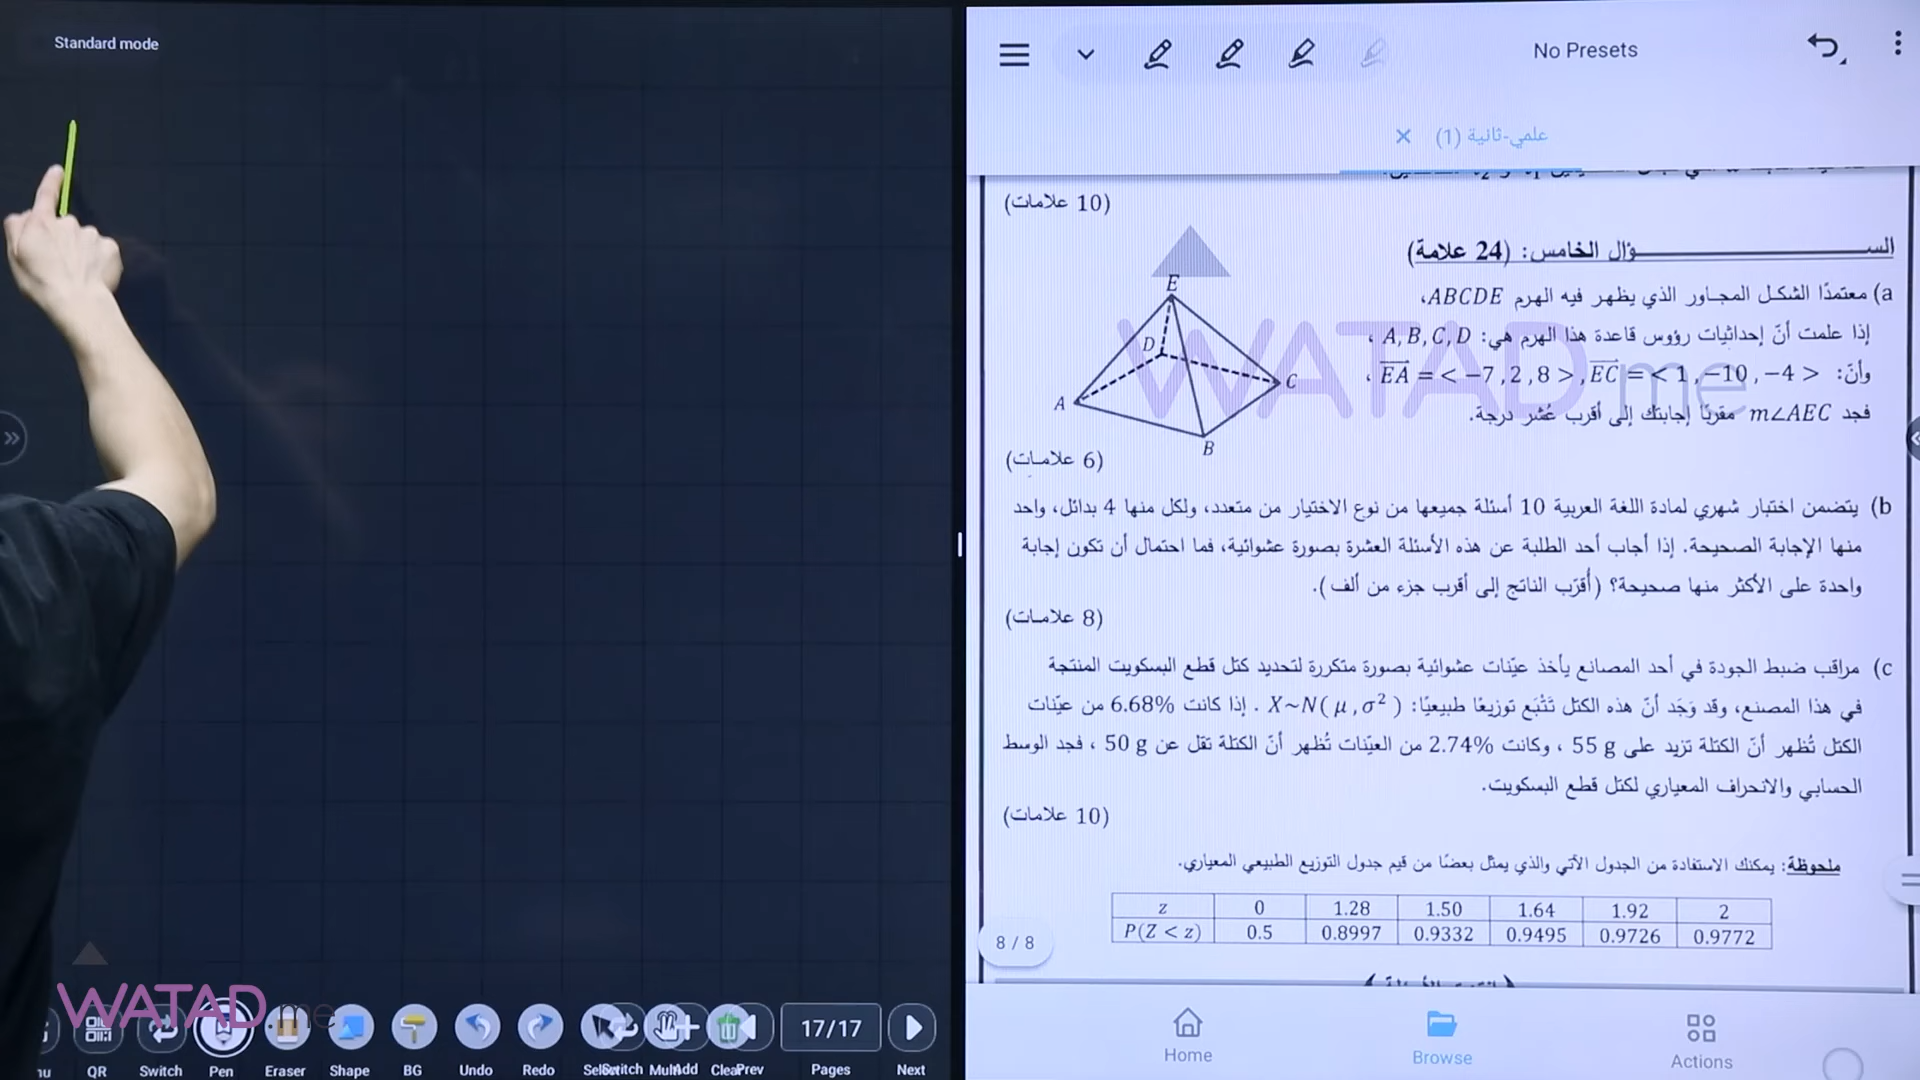 Standard mode
No Presets
علمي-ثانية (1)
(10 علامات)
الســـــــــؤال الخامس: (24 علامة)
a) معتمدًا الشكل المجاور الذي يظهر فيه الهرم ABCDE،
إذا علمت أنّ إحداثيات رؤوس قاعدة هذا الهرم هي: A, B, C, D ،
وأنّ: EA = < −7 , 2 , 8 > , EC = < 1 , −10 , −4 > ،
فجد m∠AEC مقربًا إجابتك إلى أقرب عُشر درجة.
(6 علامات)
E
D
C
A
B
b) يتضمن اختبار شهري لمادة اللغة العربية 10 أسئلة جميعها من نوع الاختيار من متعدد، ولكل منها 4 بدائل، واحد
منها الإجابة الصحيحة. إذا أجاب أحد الطلبة عن هذه الأسئلة العشرة بصورة عشوائية، فما احتمال أن تكون إجابة
واحدة على الأكثر منها صحيحة؟ (أُقرّب الناتج إلى أقرب جزء من ألف).
(8 علامات)
c) مراقب ضبط الجودة في أحد المصانع يأخذ عيّنات عشوائية بصورة متكررة لتحديد كتل قطع البسكويت المنتجة
في هذا المصنع، وقد وَجَد أنّ هذه الكتل تَتْبَع توزيعًا طبيعيًا: X~N( μ , σ² ) . إذا كانت 6.68% من عيّنات
الكتل تُظهر أنّ الكتلة تزيد على 55 g ، وكانت 2.74% من العيّنات تُظهر أنّ الكتلة تقل عن 50 g ، فجد الوسط
الحسابي والانحراف المعياري لكتل قطع البسكويت.
(10 علامات)
ملحوظة: يمكنك الاستفادة من الجدول الآتي والذي يمثل بعضًا من قيم جدول التوزيع الطبيعي المعياري.
z 0 1.28 1.50 1.64 1.92 2
P(Z < z) 0.5 0.8997 0.9332 0.9495 0.9726 0.9772
8 / 8
WATAD me
WATAD.me
17/17
QR Switch Pen Eraser Shape BG Undo Redo Switch Add Prev Pages Next
Home Browse Actions